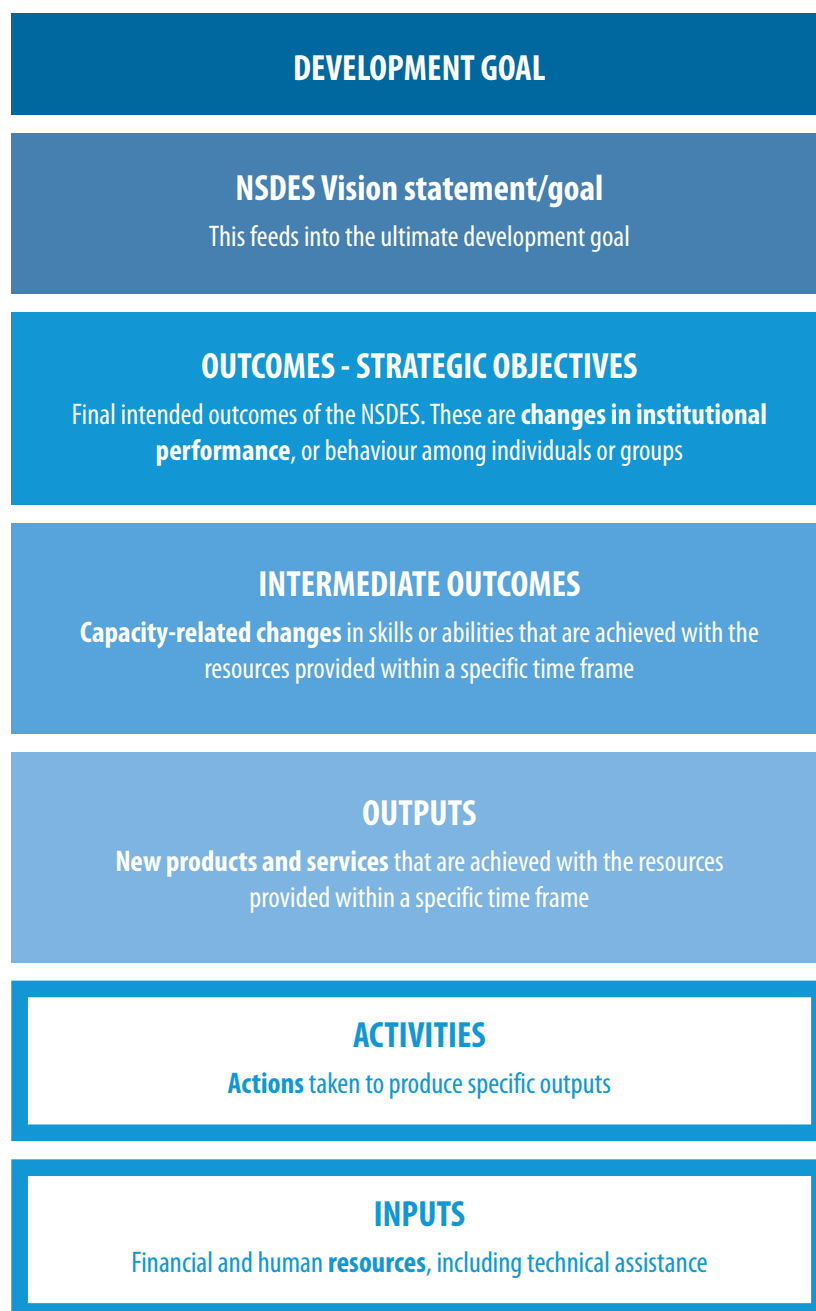 DEVELOPMENT GOAL
NSDES Vision statement/goal
This feeds into the ultimate development goal
OUTCOMES - STRATEGIC OBJECTIVES
Final intended outcomes of the NSDES. These are changes in institutional
performance, or behaviour among individuals or groups
INTERMEDIATE OUTCOMES
Capacity-related changes in skills or abilities that are achieved with the
resources provided within a specific time frame
OUTPUTS
New products and services that are achieved with the resources
provided within a specific time frame
ACTIVITIES
Actions taken to produce specific outputs
INPUTS
Financial and human resources, including technical assistance